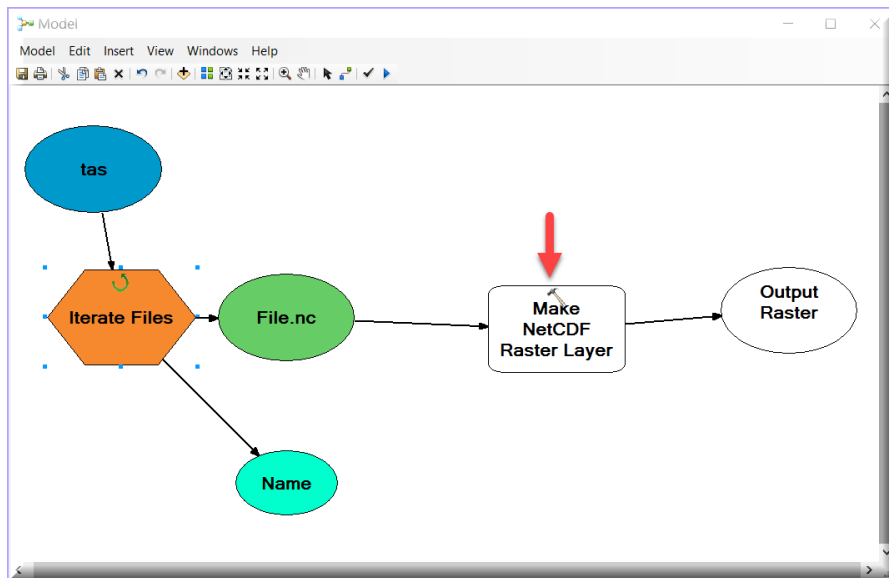 Model
Model Edit Insert View Windows Help
tas
Iterate Files
File.nc
Make
NetCDF
Raster Layer
Output
Raster
Name